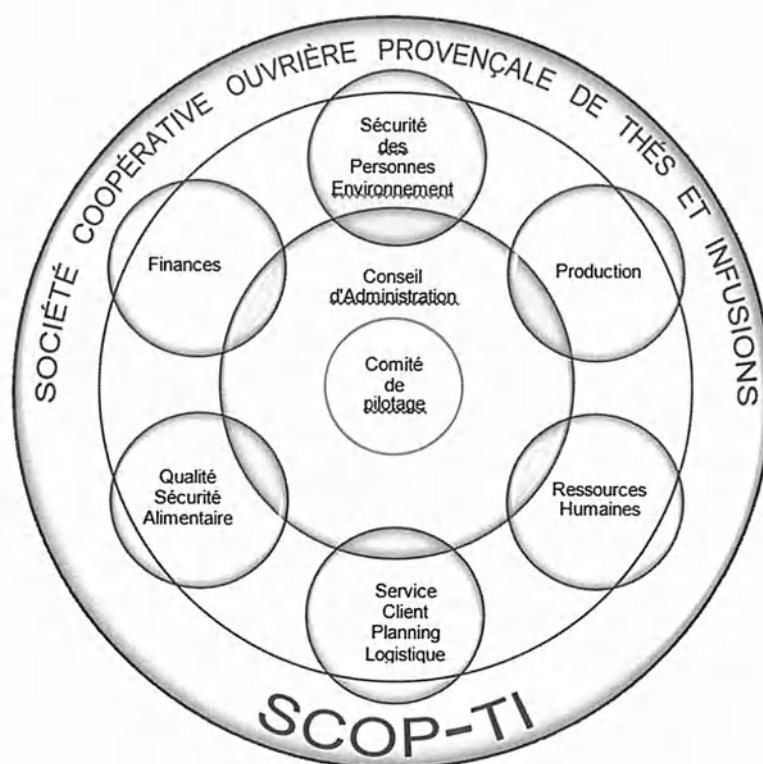 SOCIÉTÉ COOPÉRATIVE OUVRIÈRE PROVENÇALE DE THÉS ET INFUSIONS
Sécurité
des
Personnes
Environnement
Finances
Production
Conseil
d'Administration
Comité
de
pilotage
Qualité
Sécurité
Alimentaire
Ressources
Humaines
Service
Client
Planning
Logistique
SCOP-TI